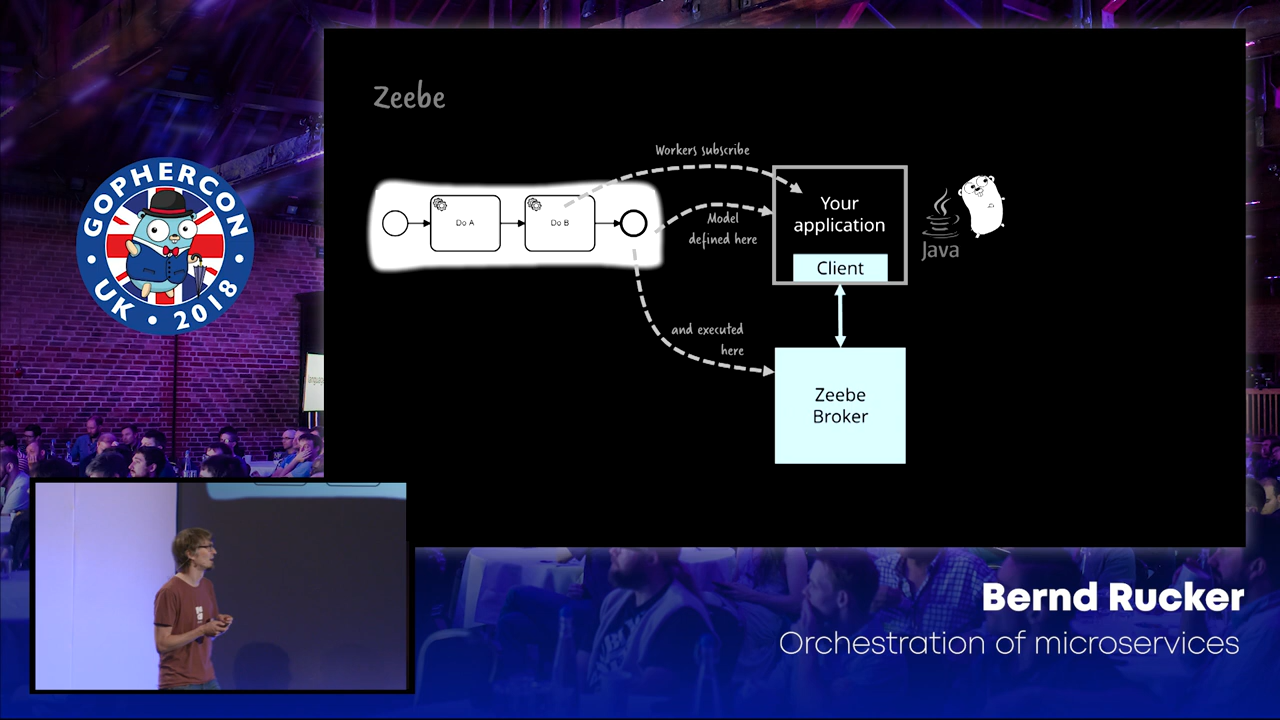 GOPHERCON
UK • 2018
Zeebe
Do A
Do B
Workers subscribe
Model
defined here
and executed
here
Your
application
Client
Java
Zeebe
Broker
Bernd Rucker
Orchestration of microservices